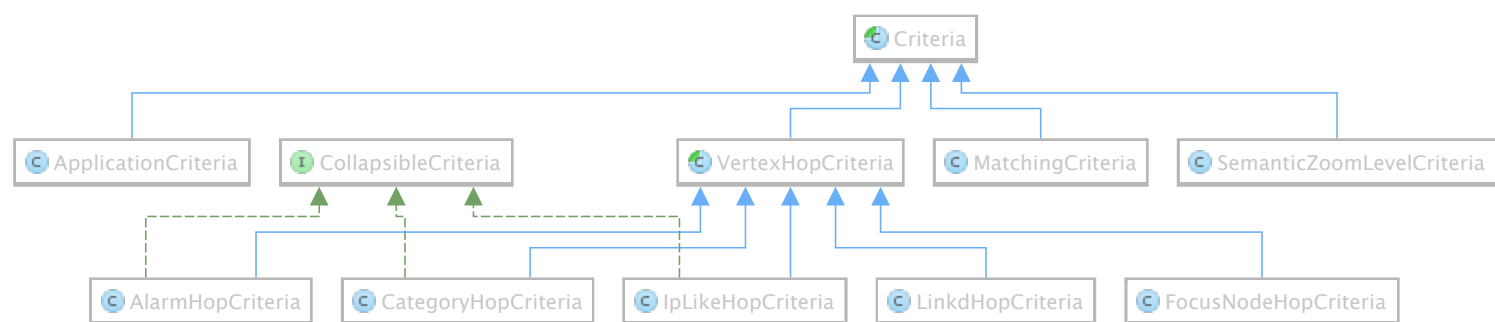 Criteria
ApplicationCriteria
CollapsibleCriteria
VertexHopCriteria
MatchingCriteria
SemanticZoomLevelCriteria
AlarmHopCriteria
CategoryHopCriteria
IpLikeHopCriteria
LinkdHopCriteria
FocusNodeHopCriteria